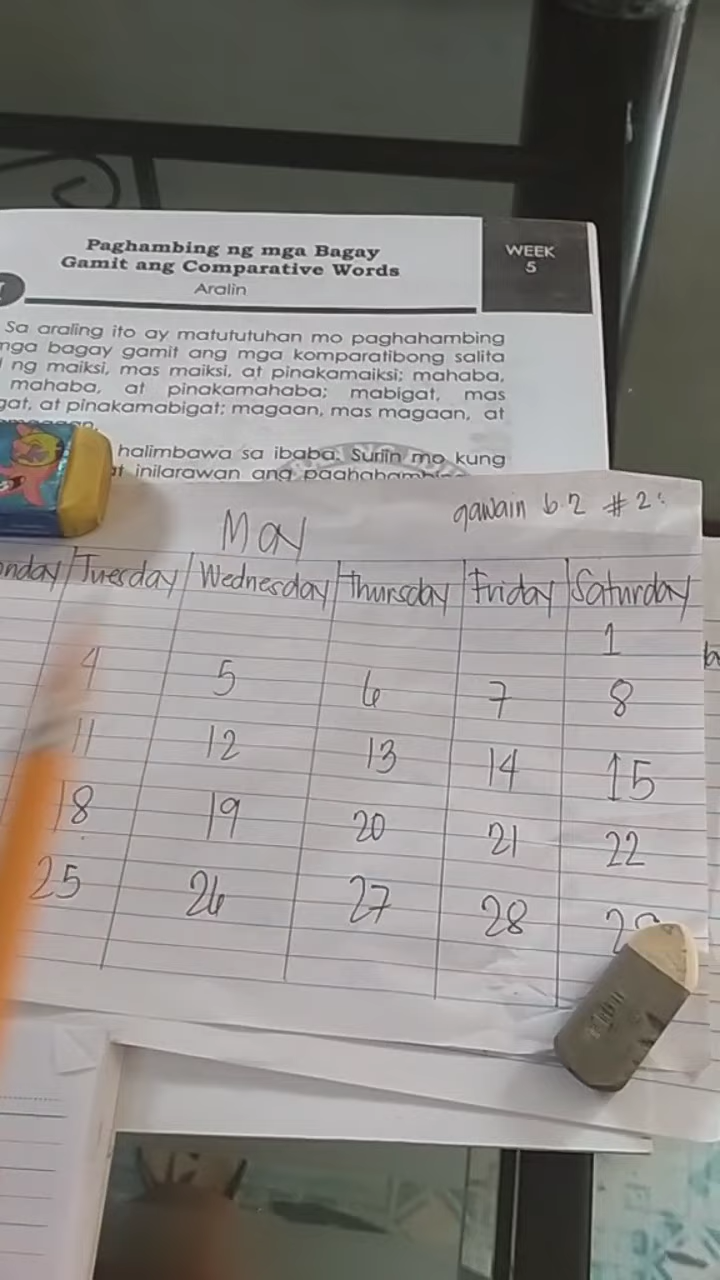 Paghambing ng mga Bagay
Gamit ang Comparative Words
Aralin
WEEK
5
Sa araling ito ay matututuhan mo paghahambing
nga bagay gamit ang mga komparatibong salita
ng maiksi, mas maiksi, at pinakamaiksi; mahaba,
mahaba, at pinakamahaba; mabigat, mas
gat, at pinakamabigat; magaan, mas magaan, at
halimbawa sa ibaba. Suriin mo kung
at inilarawan ang
gawain 6.2 #2
May
onday Tuesday Wednesday Thursday Friday Saturday
1
4 5 6 7 8
11 12 13 14 15
18 19 20 21 22
25 26 27 28